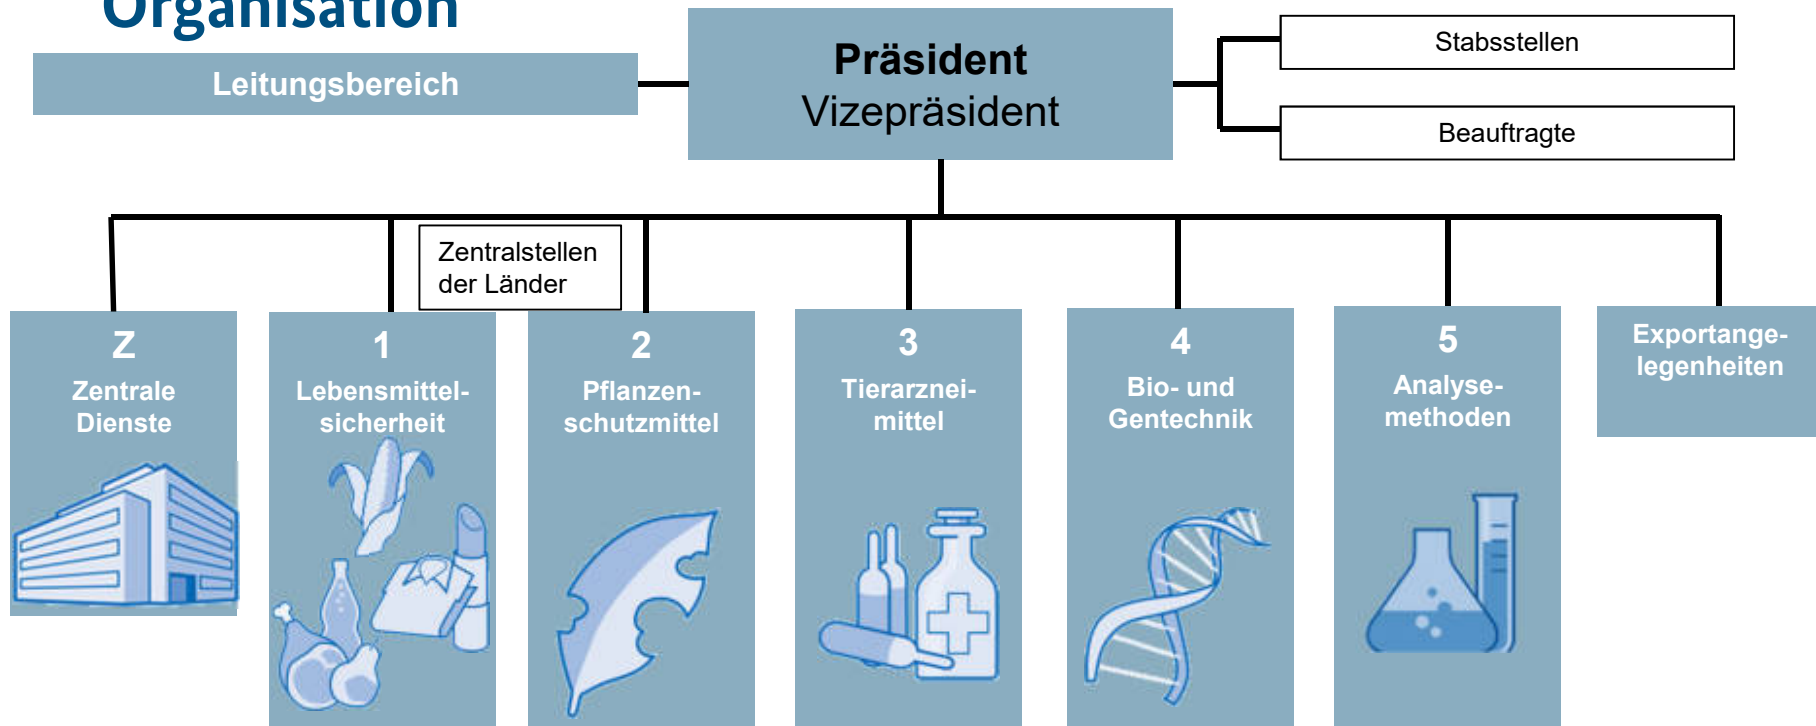 Organisation
Leitungsbereich
Präsident
Vizepräsident
Stabsstellen
Beauftragte
Zentralstellen
der Länder
Z
Zentrale
Dienste
1
Lebensmittel-
sicherheit
2
Pflanzen-
schutzmittel
3
Tierarznei-
mittel
4
Bio- und
Gentechnik
5
Analyse-
methoden
Exportange-
legenheiten